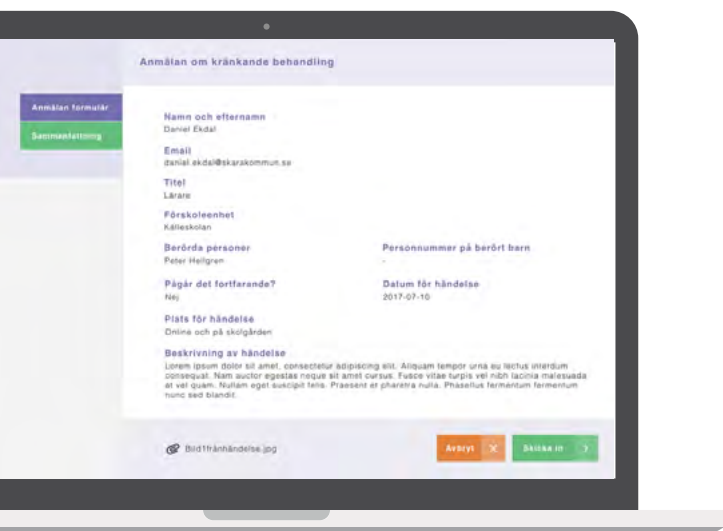 Anmälan om kränkande behandling
Anmälan formulär
Sammanfattning
Namn och efternamn
Daniel Ekdal
Email
danial.ekdal@skarakommun.se
Titel
Lärare
Förskoleenhet
Källeskolan
Berörda personer
Personnummer på berört barn
Peter Hellgren
-
Pågår det fortfarande?
Datum för händelse
Nej
2017-07-10
Plats för händelse
Online och på skolgården
Beskrivning av händelse
Lorem ipsum dolor sit amet, consectetur adipiscing elit. Aliquam tempor urna eu lectus interdum
consequat. Nam auctor egestas neque sit amet cursus. Fusce vitae turpis vel nibh lacinia malesuada
at vel quam. Nullam eget suscipit felis. Praesent et pharetra nulla. Phasellus fermentum fermentum
nunc sed blandit.
Bild1frånhändelse.jpg
Avbryt X
Skicka in >